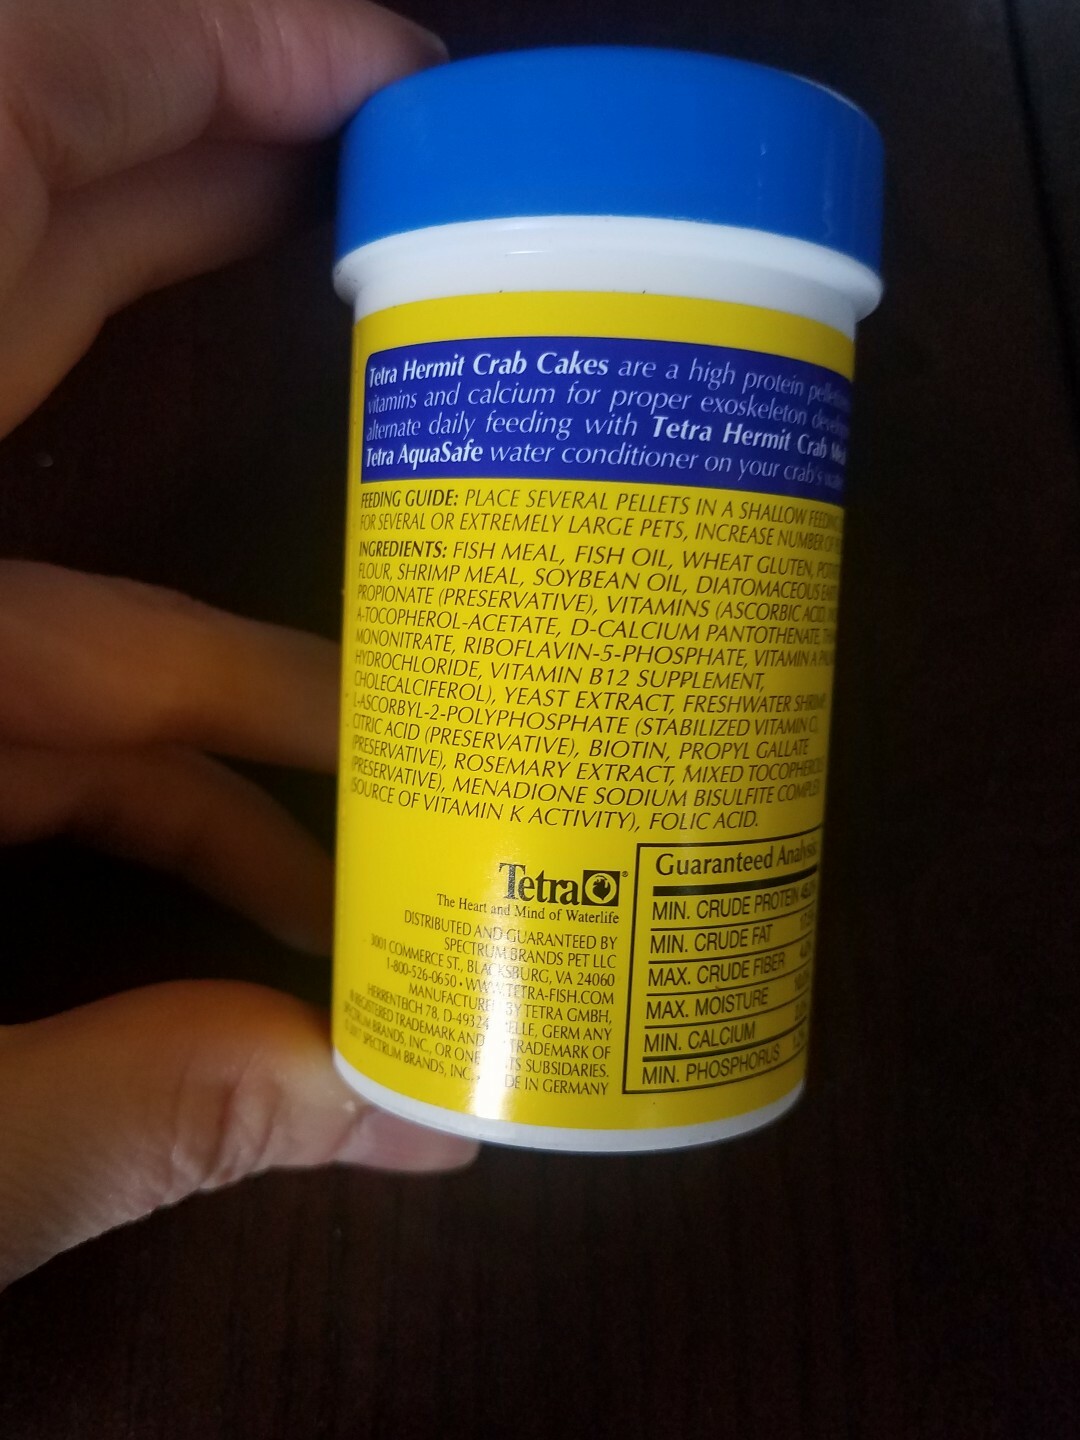 Tetra Hermit Crab Cakes are a high protein
vitamins and calcium for proper exoskeleton
alternate daily feeding with Tetra Hermit Crab
Tetra AquaSafe water conditioner on your crab's
FEEDING GUIDE: PLACE SEVERAL PELLETS IN A SHALLOW FEEDING
FOR SEVERAL OR EXTREMELY LARGE PETS, INCREASE NUMBER OF
INGREDIENTS: FISH MEAL, FISH OIL, WHEAT GLUTEN,
FLOUR, SHRIMP MEAL, SOYBEAN OIL, DIATOMACEOUS
PROPIONATE (PRESERVATIVE), VITAMINS (ASCORBIC ACID,
A-TOCOPHEROL-ACETATE, D-CALCIUM PANTOTHENATE,
MONONITRATE, RIBOFLAVIN-5-PHOSPHATE, VITAMIN A
HYDROCHLORIDE, VITAMIN B12 SUPPLEMENT,
CHOLECALCIFEROL), YEAST EXTRACT, FRESHWATER SHRIMP,
L-ASCORBYL-2-POLYPHOSPHATE (STABILIZED VITAMIN C),
CITRIC ACID (PRESERVATIVE), BIOTIN, PROPYL GALLATE
(PRESERVATIVE), ROSEMARY EXTRACT, MIXED TOCOPHEROLS
(PRESERVATIVE), MENADIONE SODIUM BISULFITE COMPLEX
(SOURCE OF VITAMIN K ACTIVITY), FOLIC ACID.
Tetra®
The Heart and Mind of Waterlife
DISTRIBUTED AND GUARANTEED BY
SPECTRUM BRANDS PET LLC
3001 COMMERCE ST., BLACKSBURG, VA 24060
1-800-526-0650 • WWW.TETRA-FISH.COM
MANUFACTURED BY TETRA GMBH,
HERRENTEICH 78, D-49324 ELLE, GERMANY
® REGISTERED TRADEMARK AND TRADEMARK OF
SPECTRUM BRANDS, INC., OR ONE ITS SUBSIDARIES.
SPECTRUM BRANDS, INC., DE IN GERMANY
Guaranteed Analysis
MIN. CRUDE PROTEIN
MIN. CRUDE FAT
MAX. CRUDE FIBER
MAX. MOISTURE
MIN. CALCIUM
MIN. PHOSPHORUS